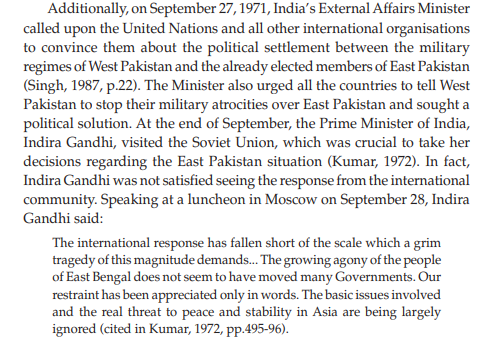 Additionally, on September 27, 1971, India's External Affairs Minister
called upon the United Nations and all other international organisations
to convince them about the political settlement between the military
regimes of West Pakistan and the already elected members of East Pakistan
(Singh, 1987, p.22). The Minister also urged all the countries to tell West
Pakistan to stop their military atrocities over East Pakistan and sought a
political solution. At the end of September, the Prime Minister of India,
Indira Gandhi, visited the Soviet Union, which was crucial to take her
decisions regarding the East Pakistan situation (Kumar, 1972). In fact,
Indira Gandhi was not satisfied seeing the response from the international
community. Speaking at a luncheon in Moscow on September 28, Indira
Gandhi said:
The international response has fallen short of the scale which a grim
tragedy of this magnitude demands... The growing agony of the people
of East Bengal does not seem to have moved many Governments. Our
restraint has been appreciated only in words. The basic issues involved
and the real threat to peace and stability in Asia are being largely
ignored (cited in Kumar, 1972, pp.495-96).